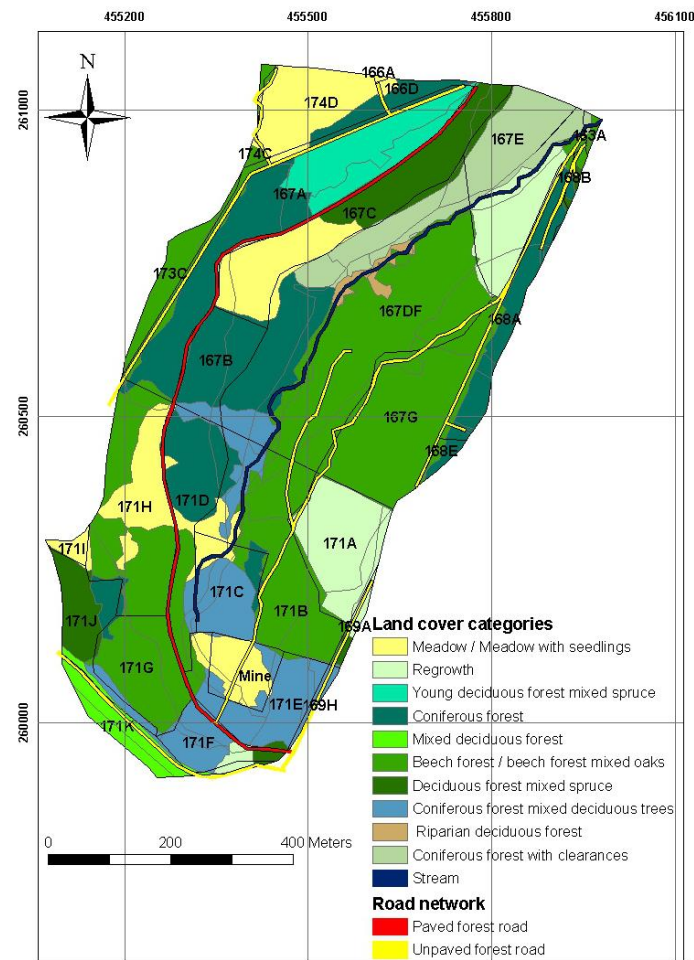 455200 455500 455800 456100
N
166A
166D
174D
261000
167E
163A
174C
168B
167A
167C
173C
167DF
168A
167B
260500
167G
168E
171D
171H
171A
171I
171C
171B
171J
169A
Land cover categories
Meadow / Meadow with seedlings
171G
Mine
Regrowth
171E
169H
Young deciduous forest mixed spruce
260000
171K
Coniferous forest
171F
Mixed deciduous forest
Beech forest / beech forest mixed oaks
Deciduous forest mixed spruce
Coniferous forest mixed deciduous trees
Riparian deciduous forest
0 200 400 Meters
Coniferous forest with clearances
Stream
Road network
Paved forest road
Unpaved forest road